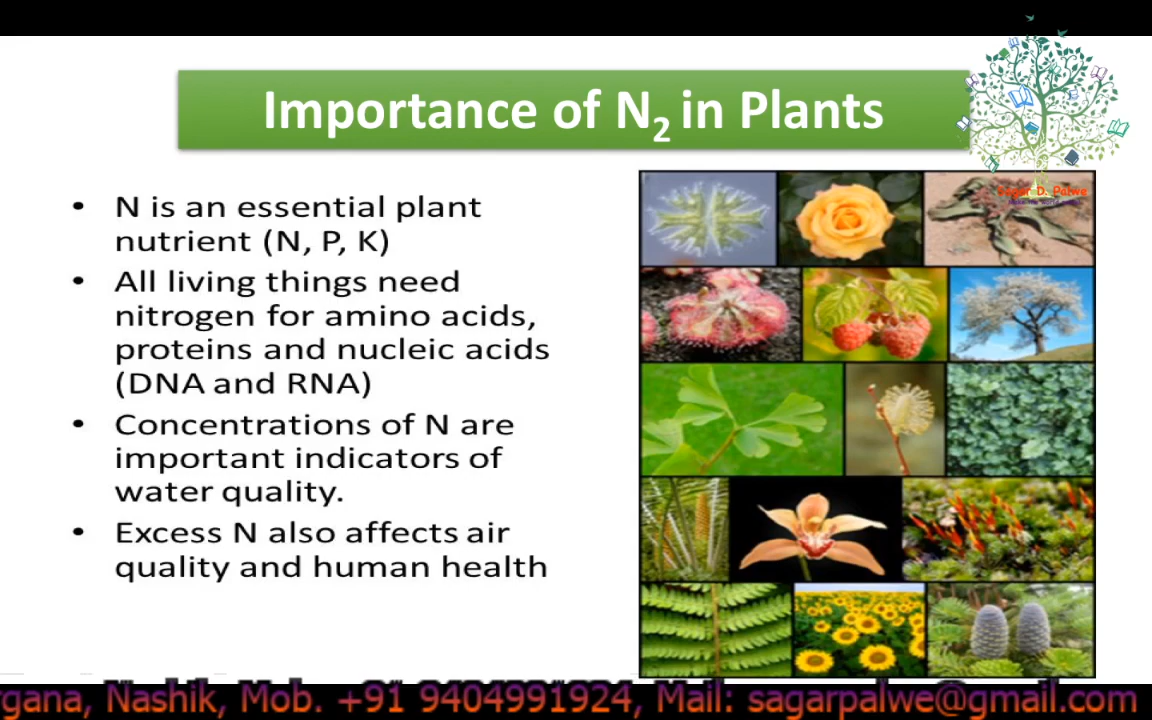 Importance of N2 in Plants
Sagar D. Palwe
• N is an essential plant
nutrient (N, P, K)
• All living things need
nitrogen for amino acids,
proteins and nucleic acids
(DNA and RNA)
• Concentrations of N are
important indicators of
water quality.
• Excess N also affects air
quality and human health
rgana, Nashik, Mob. +91 9404991924, Mail: sagarpalwe@gmail.com